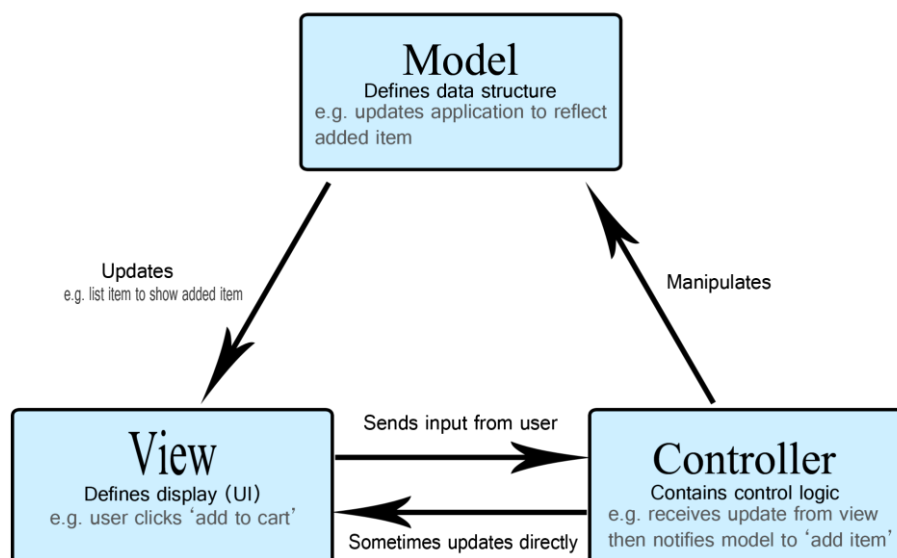 Model
Defines data structure
e.g. updates application to reflect
added item
Updates
e.g. list item to show added item
Manipulates
View
Defines display (UI)
e.g. user clicks ‘add to cart’
Sends input from user
Sometimes updates directly
Controller
Contains control logic
e.g. receives update from view
then notifies model to ‘add item’